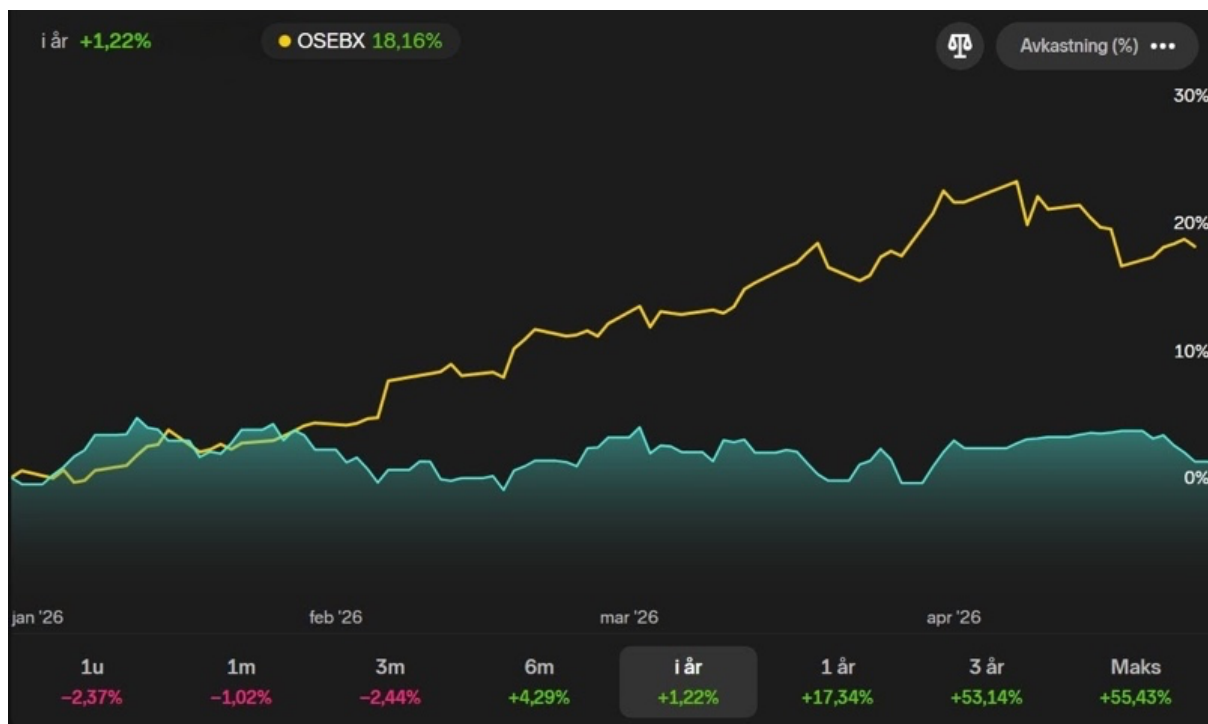 i år +1,22% OSEBX 18,16% Avkastning (%)
30%
20%
10%
0%
jan '26 feb '26 mar '26 apr '26
1u 1m 3m 6m i år 1 år 3 år Maks
−2,37% −1,02% −2,44% +4,29% +1,22% +17,34% +53,14% +55,43%